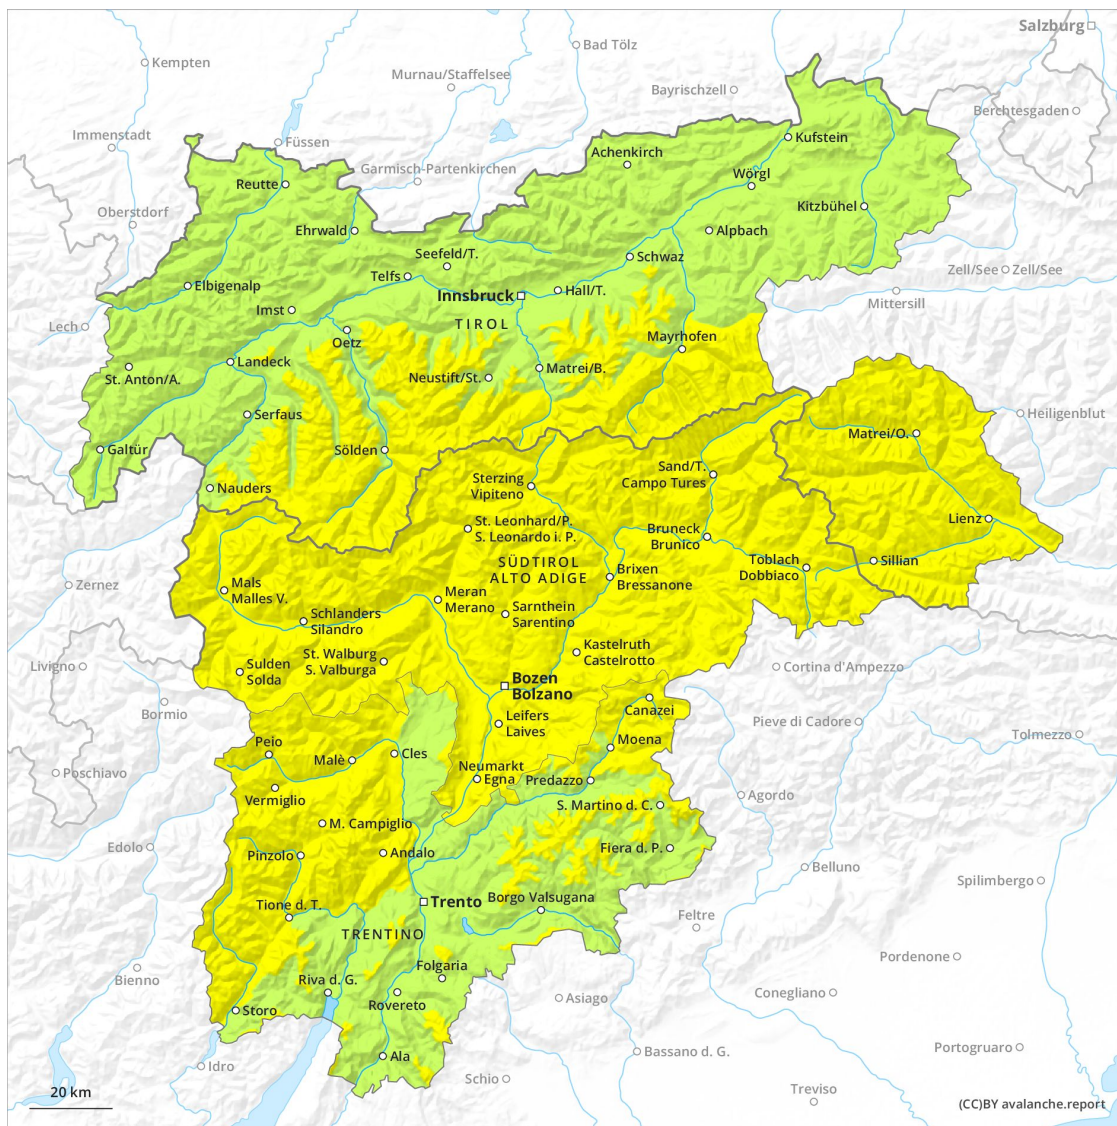 Salzburg
Bad Tölz
Kempten
Murnau/Staffelsee
Bayrischzell
Berchtesgaden
Immenstadt
Füssen
Kufstein
Achenkirch
Garmisch-Partenkirchen
Wörgl
Reutte
Kitzbühel
Oberstdorf
Ehrwald
Alpbach
Seefeld/T.
Schwaz
Zell/See
Zell/See
Telfs
Elbigenalp
Innsbruck
Hall/T.
Mittersill
Imst
TIROL
Lech
Oetz
Mayrhofen
Landeck
Matrei/B.
St. Anton/A.
Neustift/St.
Serfaus
Heiligenblut
Matrei/O.
Galtür
Sölden
Nauders
Sterzing
Vipiteno
Sand/T.
Campo Tures
St. Leonhard/P.
S. Leonardo i. P.
Lienz
Bruneck
Brunico
SÜDTIROL
ALTO ADIGE
Toblach
Dobbiaco
Sillian
Brixen
Bressanone
Zernez
Mals
Malles V.
Meran
Merano
Sarnthein
Sarentino
Schlanders
Silandro
Kastelruth
Castelrotto
St. Walburg
S. Valburga
Livigno
Sulden
Solda
Cortina d'Ampezzo
Bozen
Bolzano
Bormio
Canazei
Leifers
Laives
Pieve di Cadore
Tolmezzo
Peio
Moena
Malè
Cles
Poschiavo
Neumarkt
Egna
Predazzo
Vermiglio
Agordo
S. Martino d. C.
M. Campiglio
Edolo
Pinzolo
Andalo
Fiera d. P.
Belluno
Spilimbergo
Tione d. T.
Trento
Borgo Valsugana
Feltre
TRENTINO
Pordenone
Folgaria
Bienno
Riva d. G.
Rovereto
Asiago
Conegliano
Storo
Ala
Bassano d. G.
Portogruaro
Idro
Schio
Treviso
20 km
(CC)BY avalanche.report